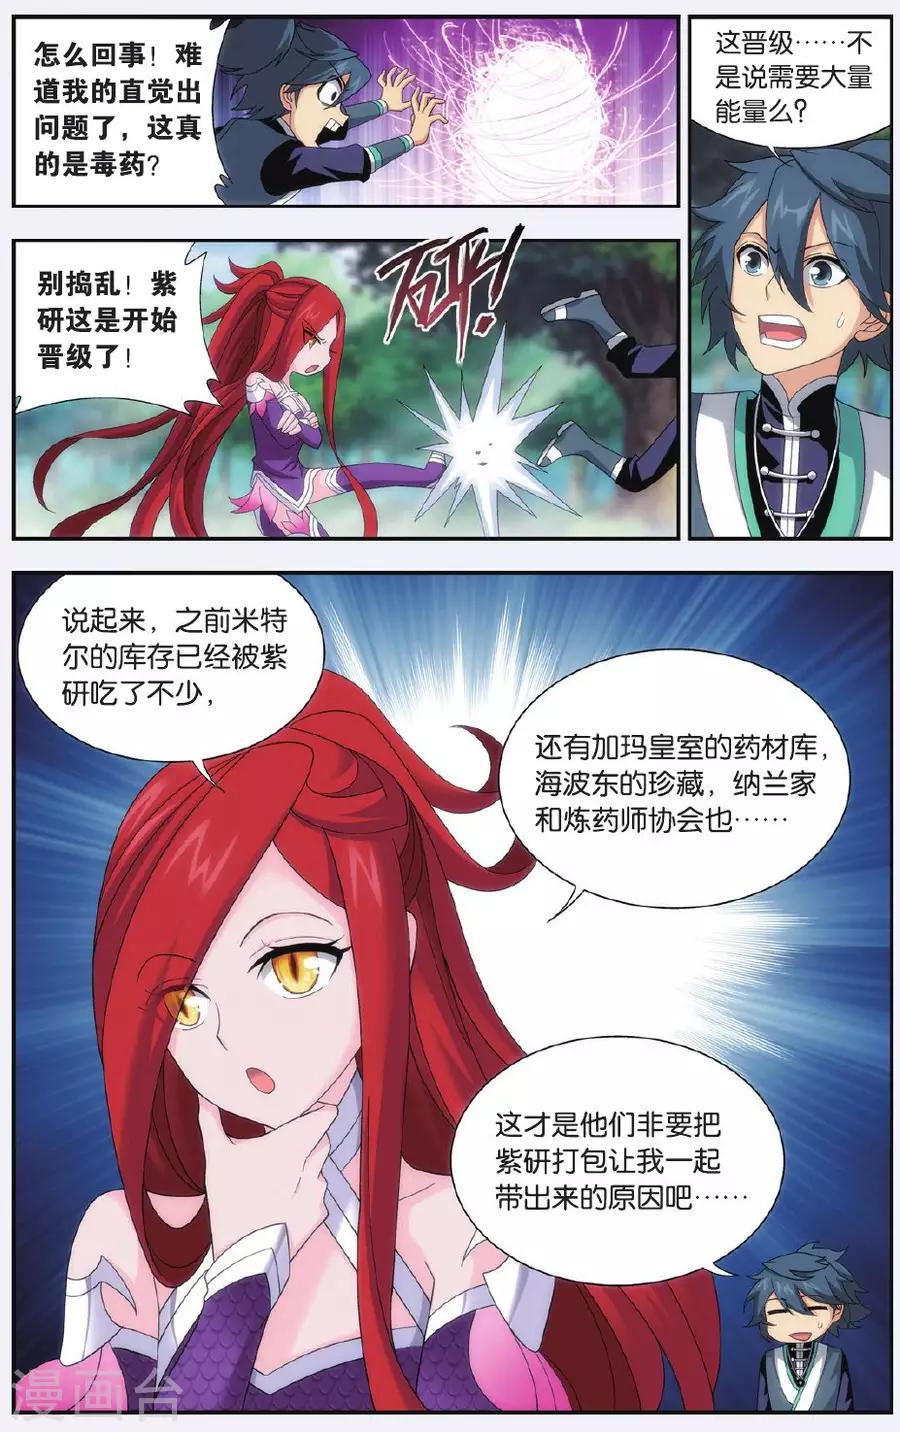 怎么回事！难
道我的直觉出
问题了，这真
的是毒药？
这晋级……不
是说需要大量
能量么？
别捣乱！紫
研这是开始
晋级了！
砰！
说起来，之前米特
尔的库存已经被紫
研吃了不少，
还有加玛皇室的药材库，
海波东的珍藏，纳兰家
和炼药师协会也……
这才是他们非要把
紫研打包让我一起
带出来的原因吧……
漫画台